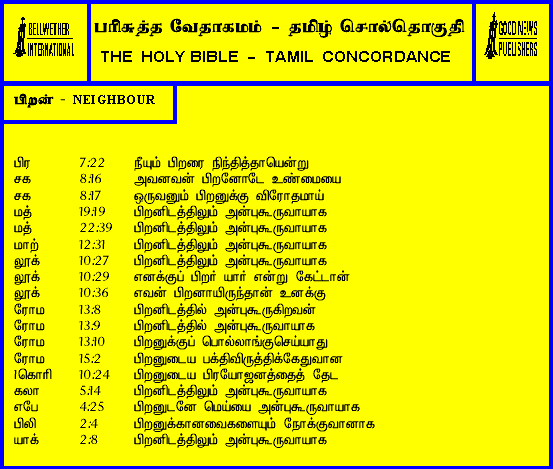 BELLWETHER
INTERNATIONAL
பரிசுத்த வேதாகமம் - தமிழ் சொல்தொகுதி
THE HOLY BIBLE - TAMIL CONCORDANCE
GOOD NEWS
PUBLISHERS
பிறன் - NEIGHBOUR
பிர 7:22 நீயும் பிறரை நிந்தித்தாயென்று
சக 8:16 அவனவன் பிறனோடே உண்மையை
சக 8:17 ஒருவனும் பிறனுக்கு விரோதமாய்
மத் 19:19 பிறனிடத்திலும் அன்புகூருவாயாக
மத் 22:39 பிறனிடத்திலும் அன்புகூருவாயாக
மாற் 12:31 பிறனிடத்திலும் அன்புகூருவாயாக
லூக் 10:27 பிறனிடத்திலும் அன்புகூருவாயாக
லூக் 10:29 எனக்குப் பிறர் யார் என்று கேட்டான்
லூக் 10:36 எவன் பிறனாயிருந்தான் உனக்கு
ரோம 13:8 பிறனிடத்தில் அன்புகூருகிறவன்
ரோம 13:9 பிறனிடத்தில் அன்புகூருவாயாக
ரோம 13:10 பிறனுக்குப் பொல்லாங்குசெய்யாது
ரோம 15:2 பிறனுடைய பக்திவிருத்திக்கேதுவான
1கொரி 10:24 பிறனுடைய பிரயோஜனத்தைத் தேட
கலா 5:14 பிறனிடத்திலும் அன்புகூருவாயாக
எபே 4:25 பிறனுடனே மெய்யை அன்புகூருவாயாக
பிலி 2:4 பிறனுக்கானவைகளையும் நோக்குவானாக
யாக் 2:8 பிறனிடத்திலும் அன்புகூருவாயாக